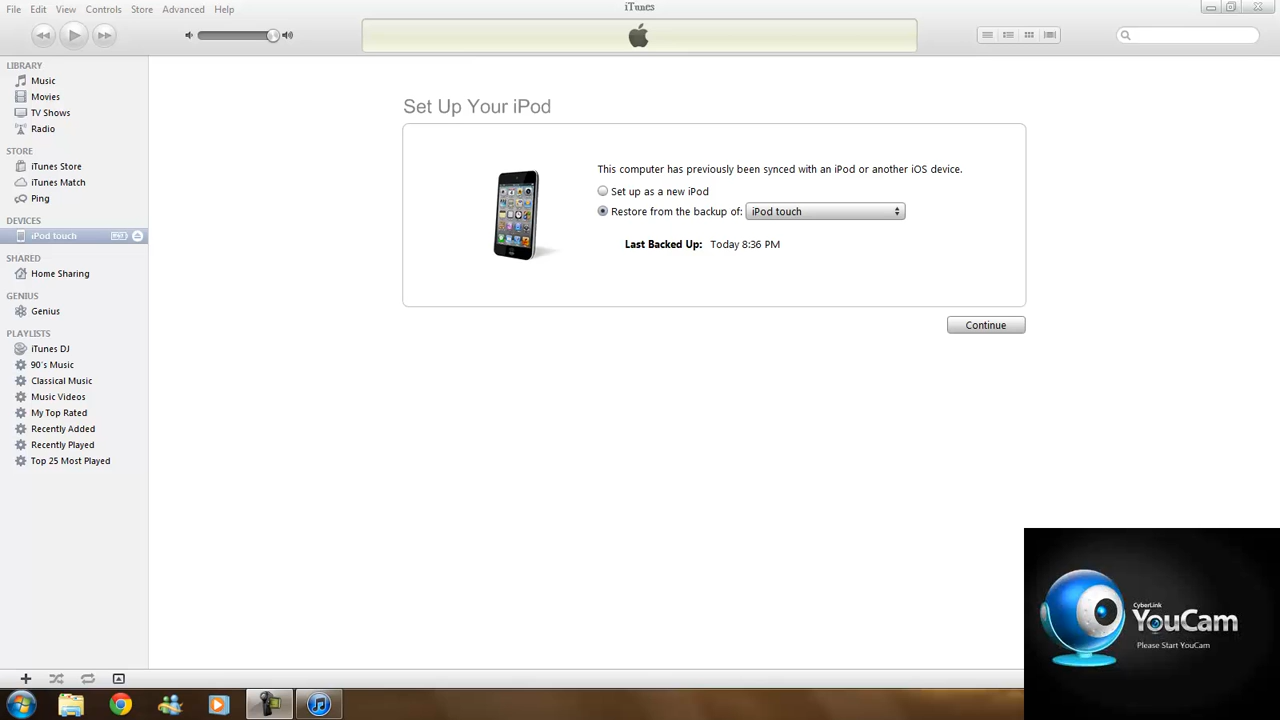 iTunes
File Edit View Controls Store Advanced Help
LIBRARY
Music
Movies
TV Shows
Radio
STORE
iTunes Store
iTunes Match
Ping
DEVICES
iPod touch
SHARED
Home Sharing
GENIUS
Genius
PLAYLISTS
iTunes DJ
90's Music
Classical Music
Music Videos
My Top Rated
Recently Added
Recently Played
Top 25 Most Played
Set Up Your iPod
This computer has previously been synced with an iPod or another iOS device.
Set up as a new iPod
Restore from the backup of: iPod touch
Last Backed Up: Today 8:36 PM
Continue
CyberLink
YouCam
Please Start YouCam